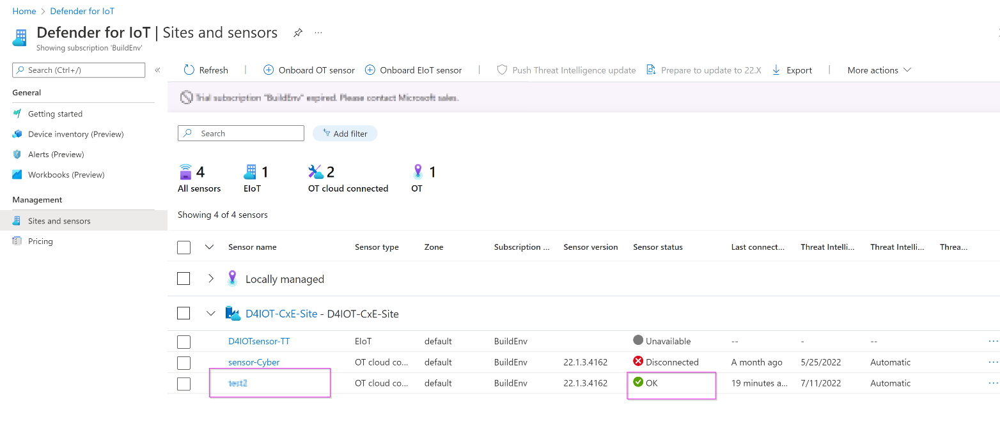 Home > Defender for IoT
Defender for IoT | Sites and sensors ...
Showing subscription 'BuildEnv'
Search (Ctrl+/) «
Refresh | Onboard OT sensor Onboard EIoT sensor | Push Threat Intelligence update Prepare to update to 22.X Export | More actions
General
Getting started
Device inventory (Preview)
Alerts (Preview)
Workbooks (Preview)
Management
Sites and sensors
Pricing
Trial subscription "BuildEnv" expired. Please contact Microsoft sales.
Search Add filter
4 1 2 1
All sensors EIoT OT cloud connected OT
Showing 4 of 4 sensors
Sensor name Sensor type Zone Subscription ... Sensor version Sensor status Last connect... Threat Intelli... Threat Intelli... Threa...
Locally managed
D4IOT-CxE-Site - D4IOT-CxE-Site
D4IOTsensor-TT EIoT default BuildEnv Unavailable -- - -- ...
sensor-Cyber OT cloud co... default BuildEnv 22.1.3.4162 Disconnected A month ago 5/25/2022 Automatic ...
test2 OT cloud co... default BuildEnv 22.1.3.4162 OK 19 minutes a... 7/11/2022 Automatic ...